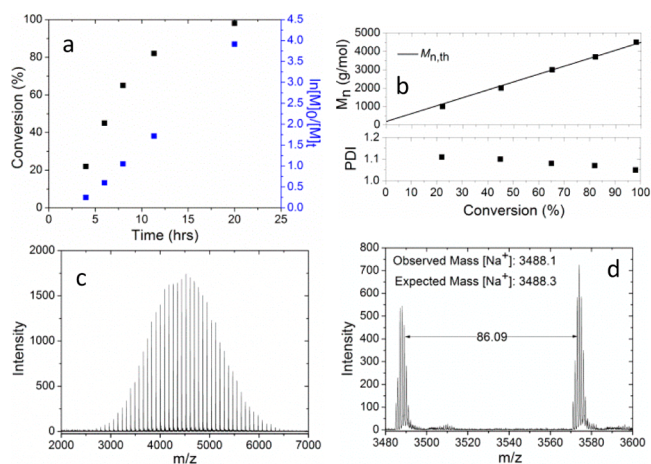 a
Conversion (%)
100
80
60
40
20
0
4.5
4.0
3.5
3.0
2.5
2.0
1.5
1.0
0.5
0.0
ln[M]0/[M]t
0 5 10 15 20 25
Time (hrs)
b
Mn (g/mol)
5000
4000
3000
2000
1000
0
Mn,th
PDI
1.2
1.1
1.0
0 10 20 30 40 50 60 70 80 90 100
Conversion (%)
c
Intensity
2000
1500
1000
500
0
2000 3000 4000 5000 6000 7000
m/z
d
Observed Mass [Na+]: 3488.1
Expected Mass [Na+]: 3488.3
86.09
Intensity
800
700
600
500
400
300
200
100
0
3480 3500 3520 3540 3560 3580 3600
m/z